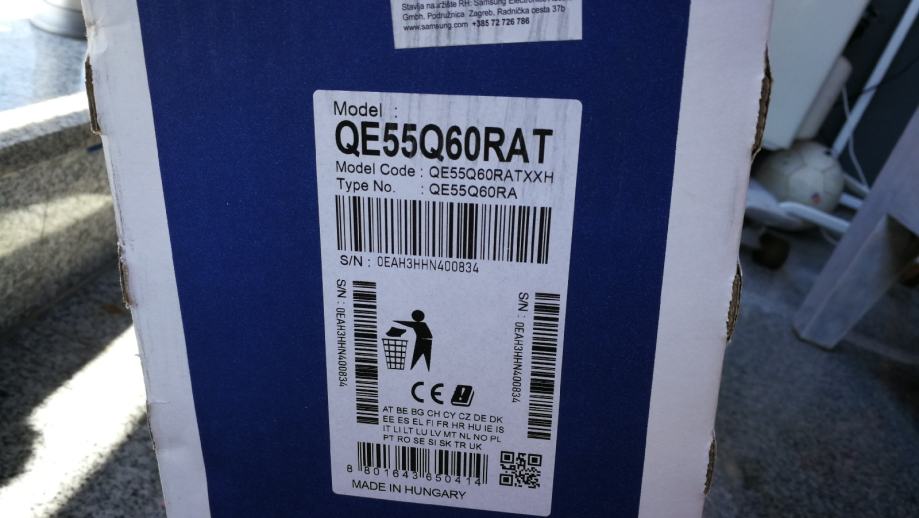 Stavlja na tržište RH: Samsung Electronics
Gmbh. Podružnica Zagreb, Radnička cesta 37b
www.samsung.com +385 72 726 786
Model :
QE55Q60RAT
Model Code : QE55Q60RATXXH
Type No. : QE55Q60RA
S/N : 0EAH3HHN400834
S/N : 0EAH3HHN400834
S/N : 0EAH3HHN400834
CE
AT BE BG CH CY CZ DE DK
EE ES EL FI FR HR HU IE IS
IT LI LT LU LV MT NL NO PL
PT RO SE SI SK TR UK
8 801643 650414
MADE IN HUNGARY